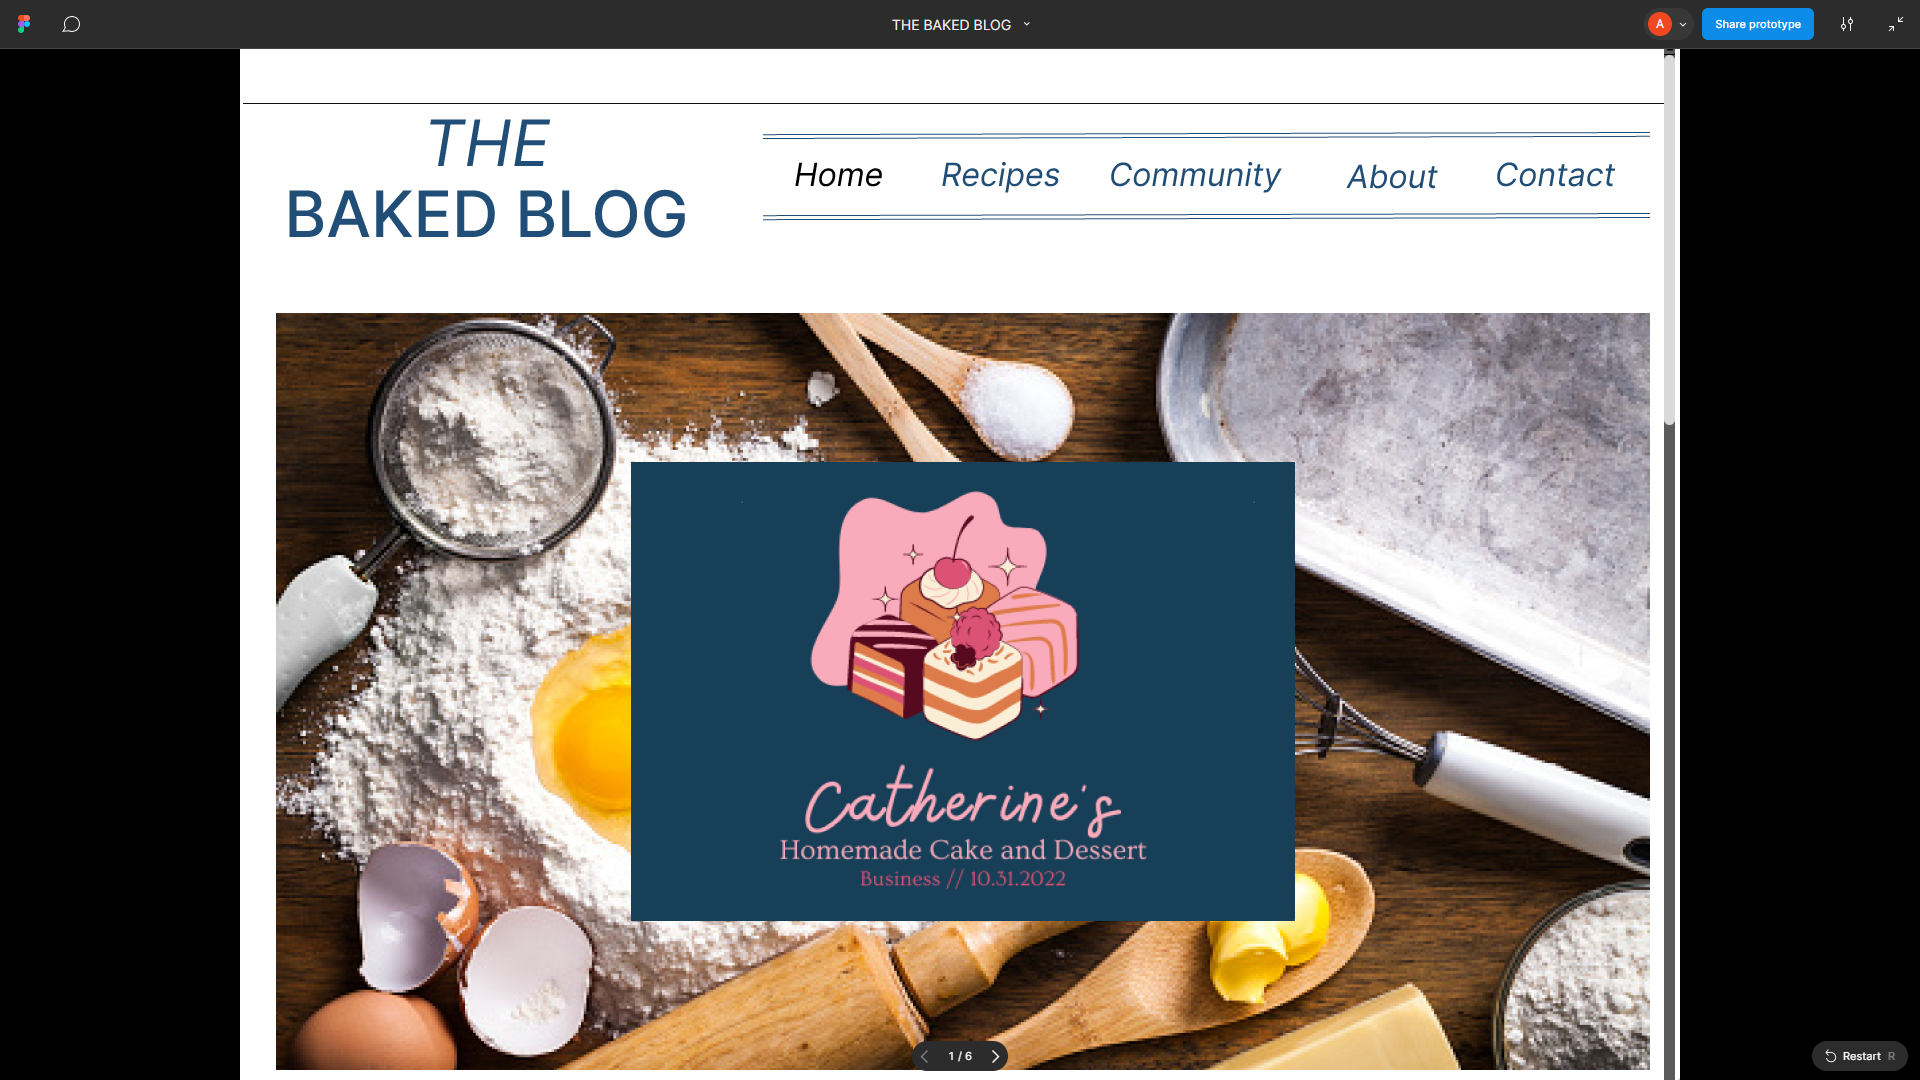 THE BAKED BLOG
A
Share prototype
THE
BAKED BLOG
Home Recipes Community About Contact
Catherine's
Homemade Cake and Dessert
Business // 10.31.2022
1 / 6
Restart R